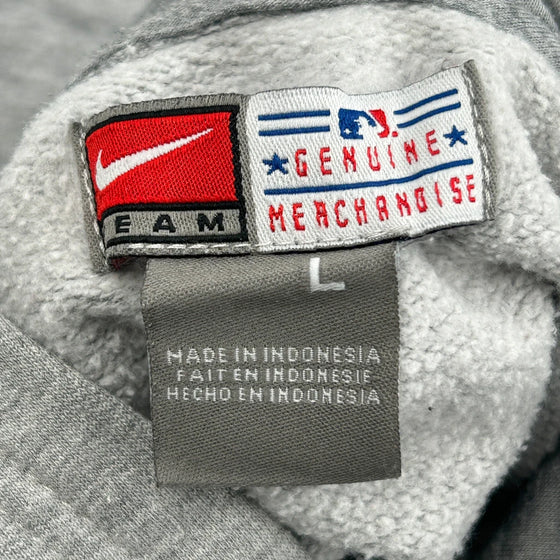 EAM
GENUINE
MERCHANDISE
L
MADE IN INDONESIA
FAIT EN INDONESIE
HECHO EN INDONESIA